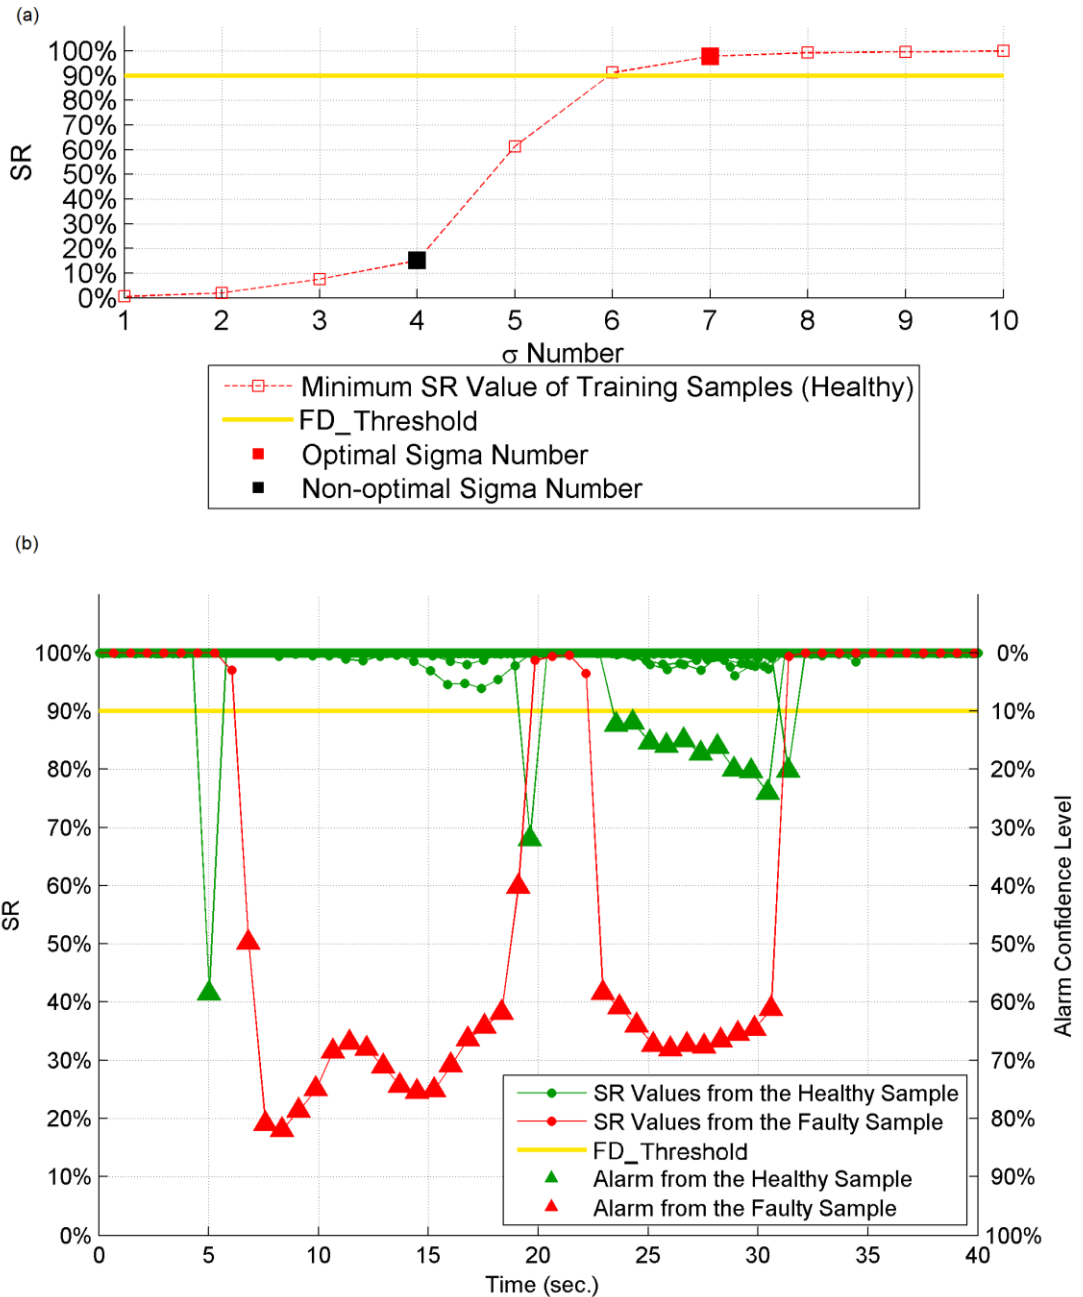 (a)
SR
100%
90%
80%
70%
60%
50%
40%
30%
20%
10%
0%
1 2 3 4 5 6 7 8 9 10
σ Number
Minimum SR Value of Training Samples (Healthy)
FD_Threshold
Optimal Sigma Number
Non-optimal Sigma Number
(b)
SR
100%
90%
80%
70%
60%
50%
40%
30%
20%
10%
0%
0%
10%
20%
30%
40%
50%
60%
70%
80%
90%
100%
Alarm Confidence Level
SR Values from the Healthy Sample
SR Values from the Faulty Sample
FD_Threshold
Alarm from the Healthy Sample
Alarm from the Faulty Sample
0 5 10 15 20 25 30 35 40
Time (sec.)